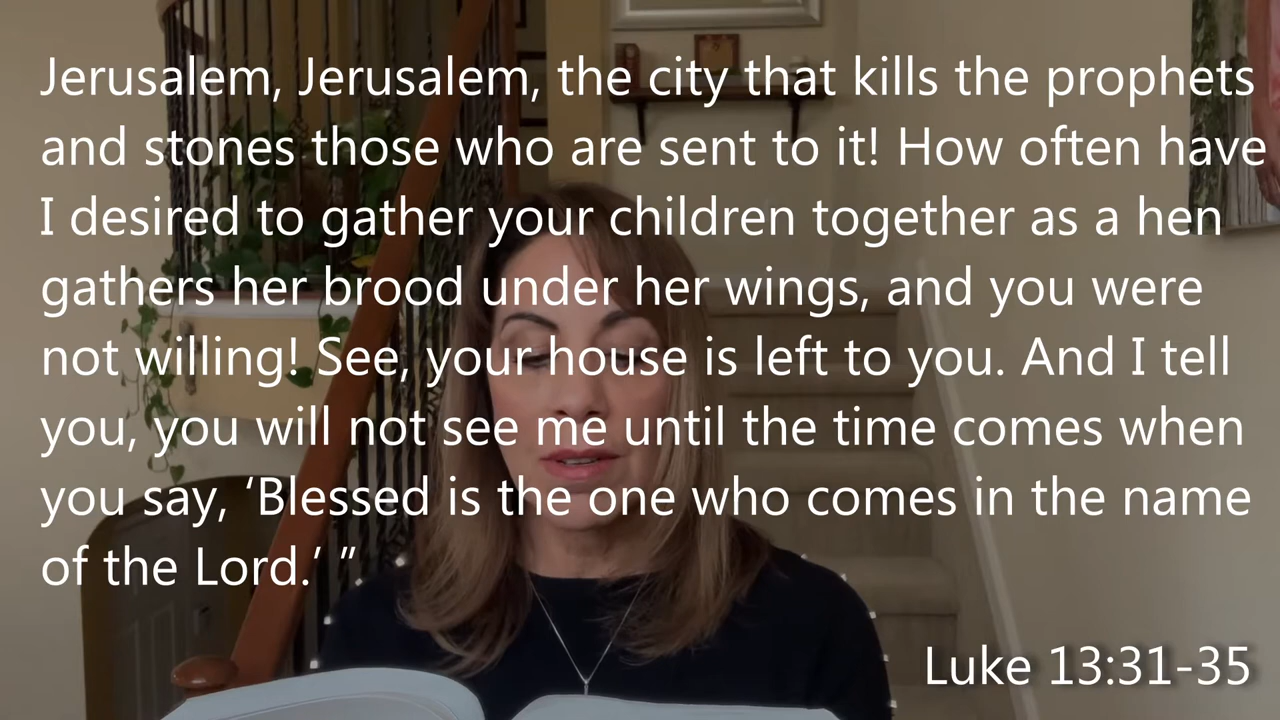 Jerusalem, Jerusalem, the city that kills the prophets
and stones those who are sent to it! How often have
I desired to gather your children together as a hen
gathers her brood under her wings, and you were
not willing! See, your house is left to you. And I tell
you, you will not see me until the time comes when
you say, ‘Blessed is the one who comes in the name
of the Lord.’ ”
Luke 13:31-35